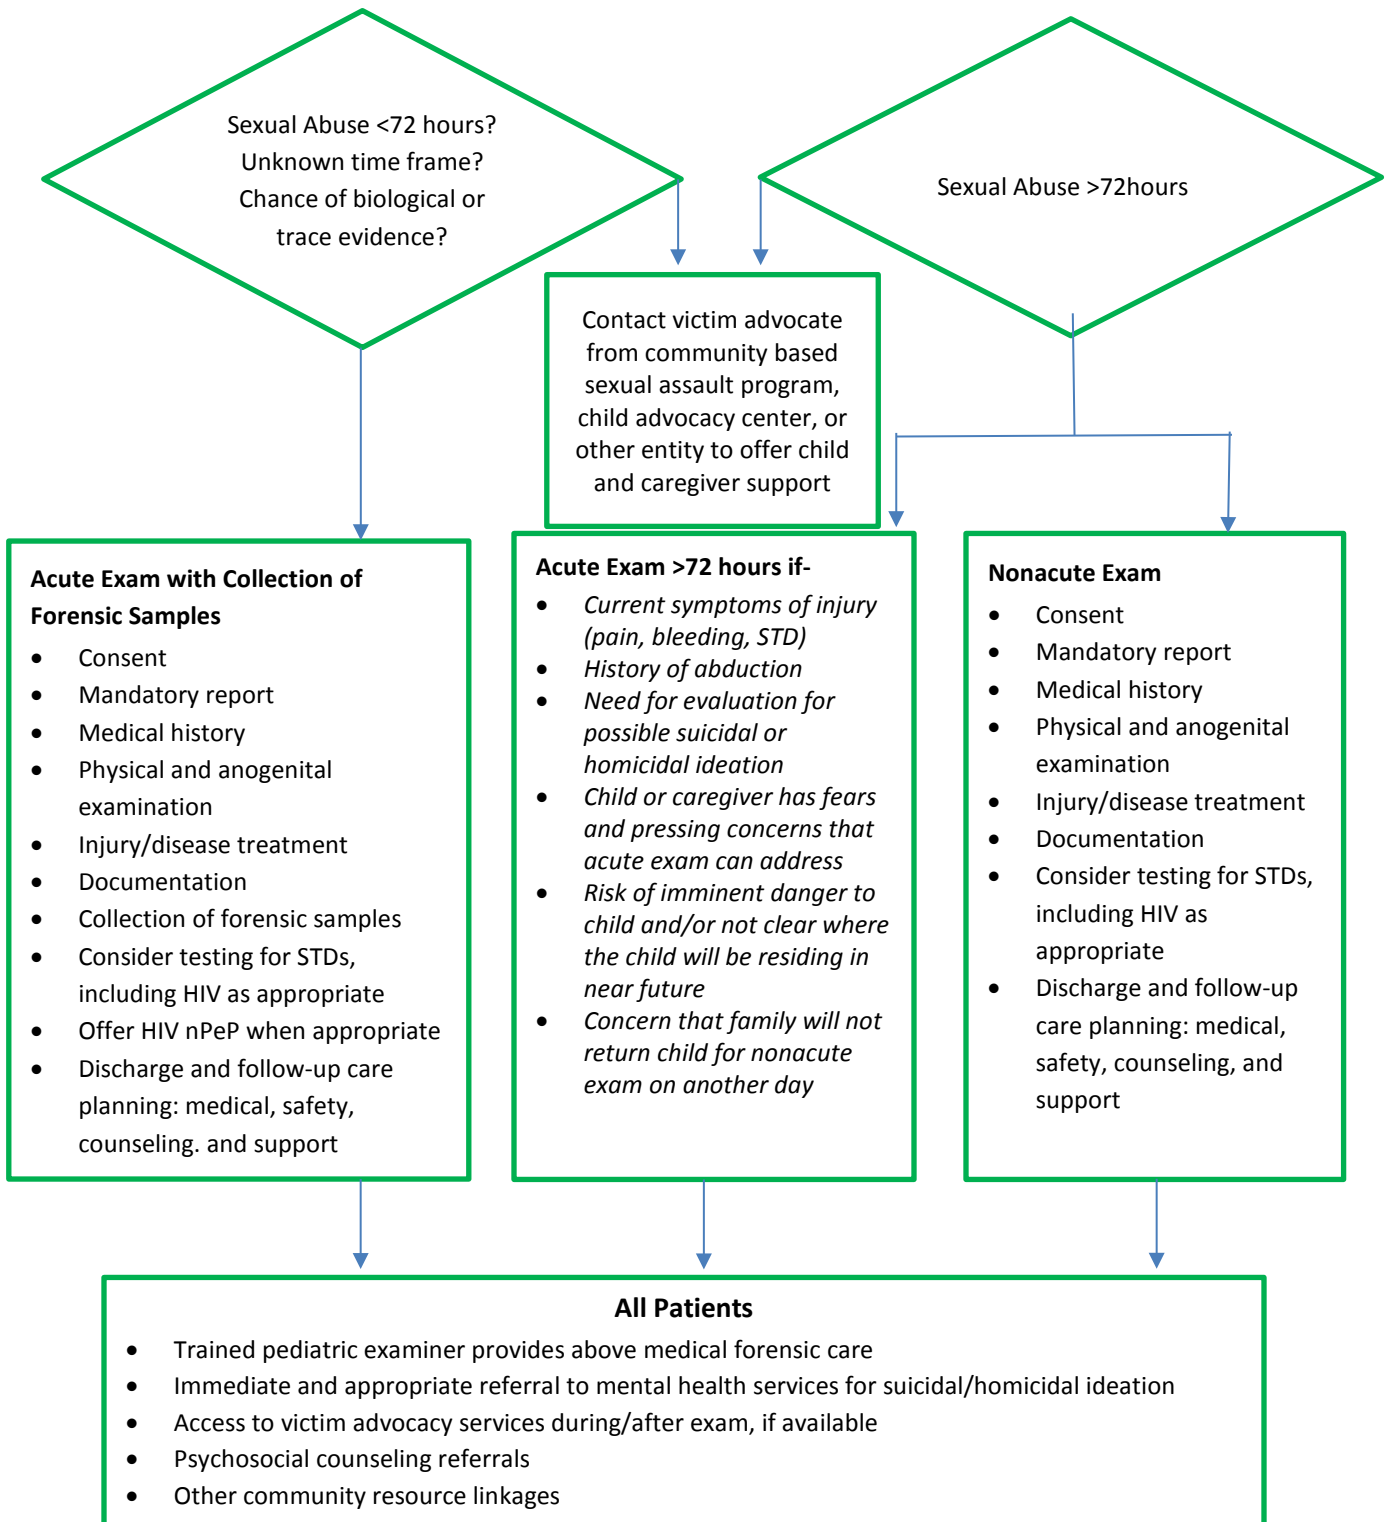 Sexual Abuse <72 hours?
Unknown time frame?
Chance of biological or
trace evidence?
Sexual Abuse >72hours
Contact victim advocate
from community based
sexual assault program,
child advocacy center, or
other entity to offer child
and caregiver support
Acute Exam with Collection of
Forensic Samples
• Consent
• Mandatory report
• Medical history
• Physical and anogenital
examination
• Injury/disease treatment
• Documentation
• Collection of forensic samples
• Consider testing for STDs,
including HIV as appropriate
• Offer HIV nPeP when appropriate
• Discharge and follow-up care
planning: medical, safety,
counseling. and support
Acute Exam >72 hours if-
• Current symptoms of injury
(pain, bleeding, STD)
• History of abduction
• Need for evaluation for
possible suicidal or
homicidal ideation
• Child or caregiver has fears
and pressing concerns that
acute exam can address
• Risk of imminent danger to
child and/or not clear where
the child will be residing in
near future
• Concern that family will not
return child for nonacute
exam on another day
Nonacute Exam
• Consent
• Mandatory report
• Medical history
• Physical and anogenital
examination
• Injury/disease treatment
• Documentation
• Consider testing for STDs,
including HIV as
appropriate
• Discharge and follow-up
care planning: medical,
safety, counseling, and
support
All Patients
• Trained pediatric examiner provides above medical forensic care
• Immediate and appropriate referral to mental health services for suicidal/homicidal ideation
• Access to victim advocacy services during/after exam, if available
• Psychosocial counseling referrals
• Other community resource linkages